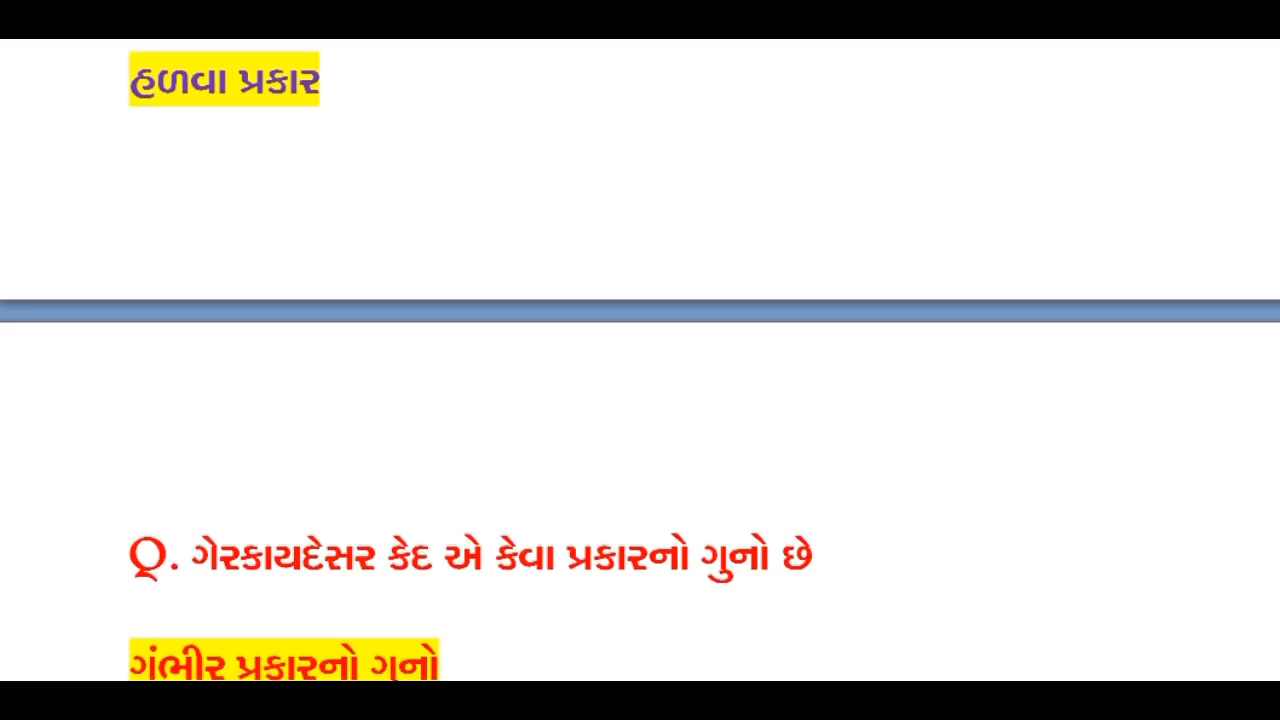 હળવા પ્રકાર
Q. ગેરકાયદેસર કેદ એ કેવા પ્રકારનો ગુનો છે
ગંભીર પ્રકારનો ગુનો